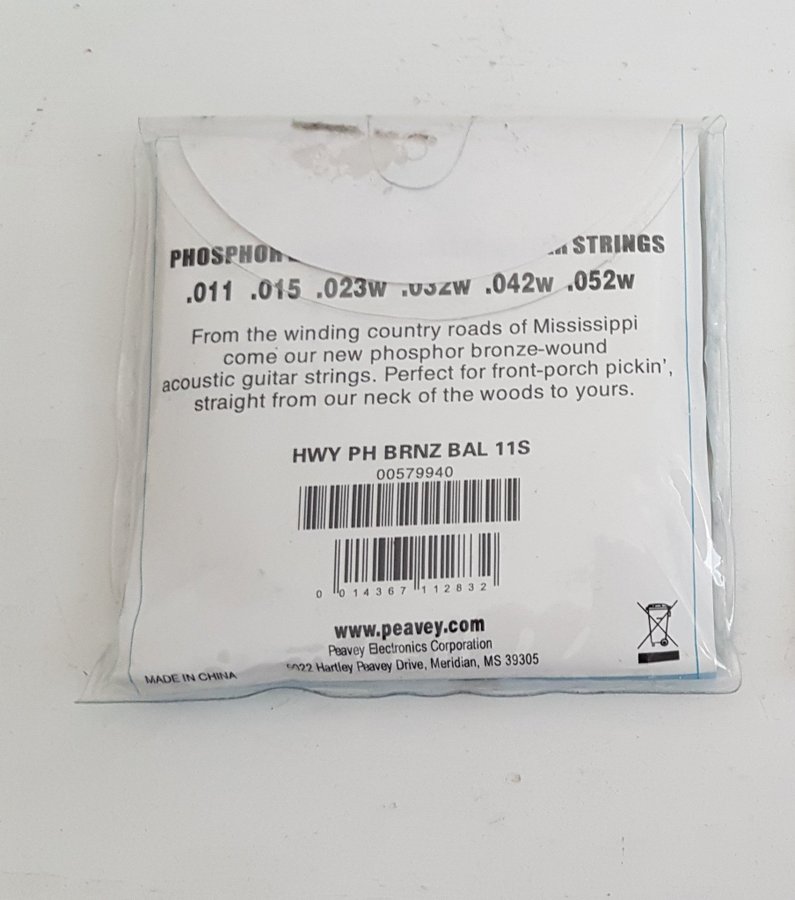 STRINGS
.011 .015 .023w .032w .042w .052w
From the winding country roads of Mississippi
come our new phosphor bronze-wound
acoustic guitar strings. Perfect for front-porch pickin',
straight from our neck of the woods to yours.
HWY PH BRNZ BAL 11S
00579940
0 014367 112832
www.peavey.com
Peavey Electronics Corporation
Hartley Peavey Drive, Meridian, MS 39305
MADE IN CHINA